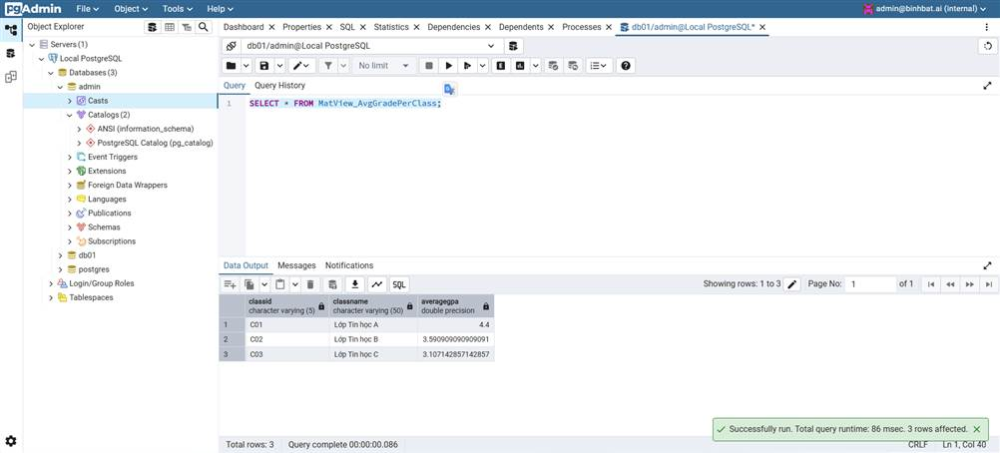 pgAdmin File Object Tools Help admin@binhbat.ai (internal)
Object Explorer
Dashboard Properties SQL Statistics Dependencies Dependents Processes db01/admin@Local PostgreSQL*
Servers (1)
Local PostgreSQL
Databases (3)
admin
Casts
Catalogs (2)
ANSI (information_schema)
PostgreSQL Catalog (pg_catalog)
Event Triggers
Extensions
Foreign Data Wrappers
Languages
Publications
Schemas
Subscriptions
db01
postgres
Login/Group Roles
Tablespaces
db01/admin@Local PostgreSQL
No limit
Query Query History
1 SELECT * FROM MatView_AvgGradePerClass;
Data Output Messages Notifications
SQL Showing rows: 1 to 3 Page No: 1 of 1
classid classname averagegpa
character varying (5) character varying (50) double precision
1 C01 Lớp Tin học A 4.4
2 C02 Lớp Tin học B 3.590909090909091
3 C03 Lớp Tin học C 3.107142857142857
Successfully run. Total query runtime: 86 msec. 3 rows affected.
Total rows: 3 Query complete 00:00:00.086 CRLF Ln 1, Col 40